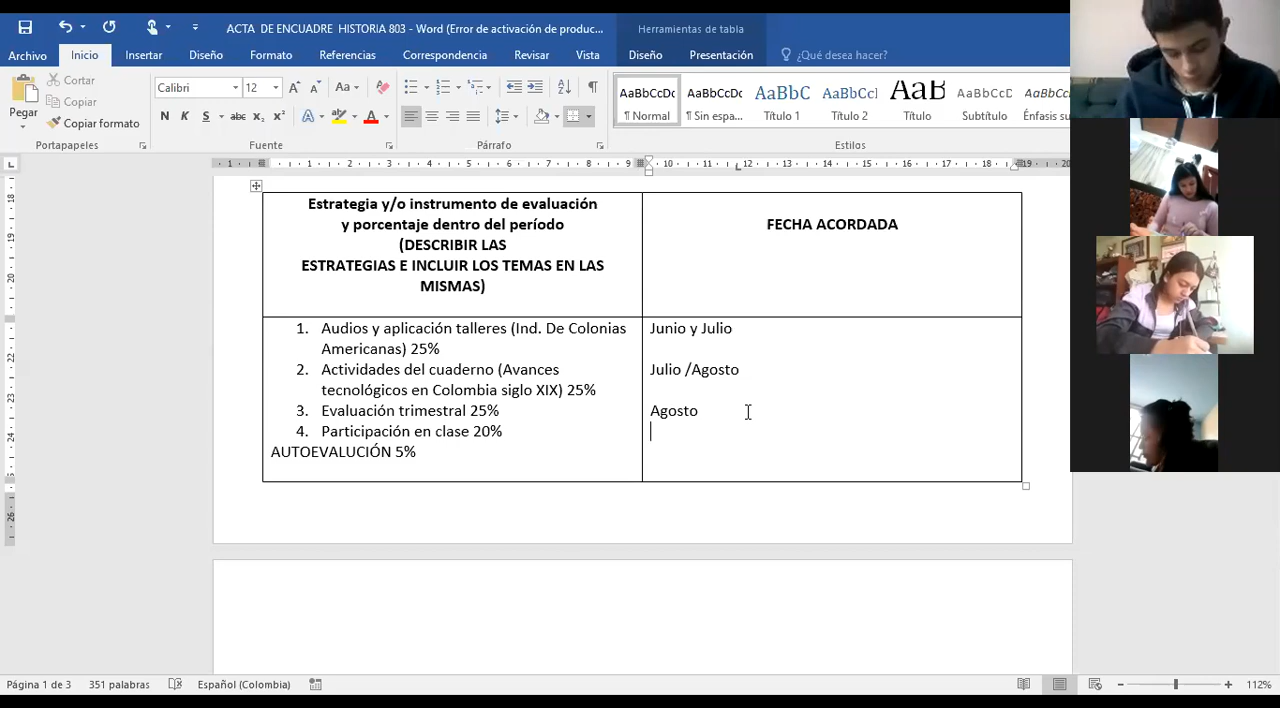 ACTA DE ENCUADRE HISTORIA 803 - Word (Error de activación de produc...
Herramientas de tabla
Archivo Inicio Insertar Diseño Formato Referencias Correspondencia Revisar Vista Diseño Presentación ¿Qué desea hacer?
Pegar
Cortar
Copiar
Copiar formato
Portapapeles
Calibri 12
N K S abc x₂ x²
Fuente
Párrafo
AaBbCcDc AaBbCcDc AaBbC AaBbCcI AaB AaBbCcD AaBbCcDc
¶ Normal ¶ Sin espa... Título 1 Título 2 Título Subtítulo Énfasis su
Estilos
Estrategia y/o instrumento de evaluación
y porcentaje dentro del período
(DESCRIBIR LAS
ESTRATEGIAS E INCLUIR LOS TEMAS EN LAS
MISMAS)
FECHA ACORDADA
1. Audios y aplicación talleres (Ind. De Colonias
Americanas) 25%
2. Actividades del cuaderno (Avances
tecnológicos en Colombia siglo XIX) 25%
3. Evaluación trimestral 25%
4. Participación en clase 20%
AUTOEVALUCIÓN 5%
Junio y Julio
Julio /Agosto
Agosto
Página 1 de 3 351 palabras Español (Colombia) 112%